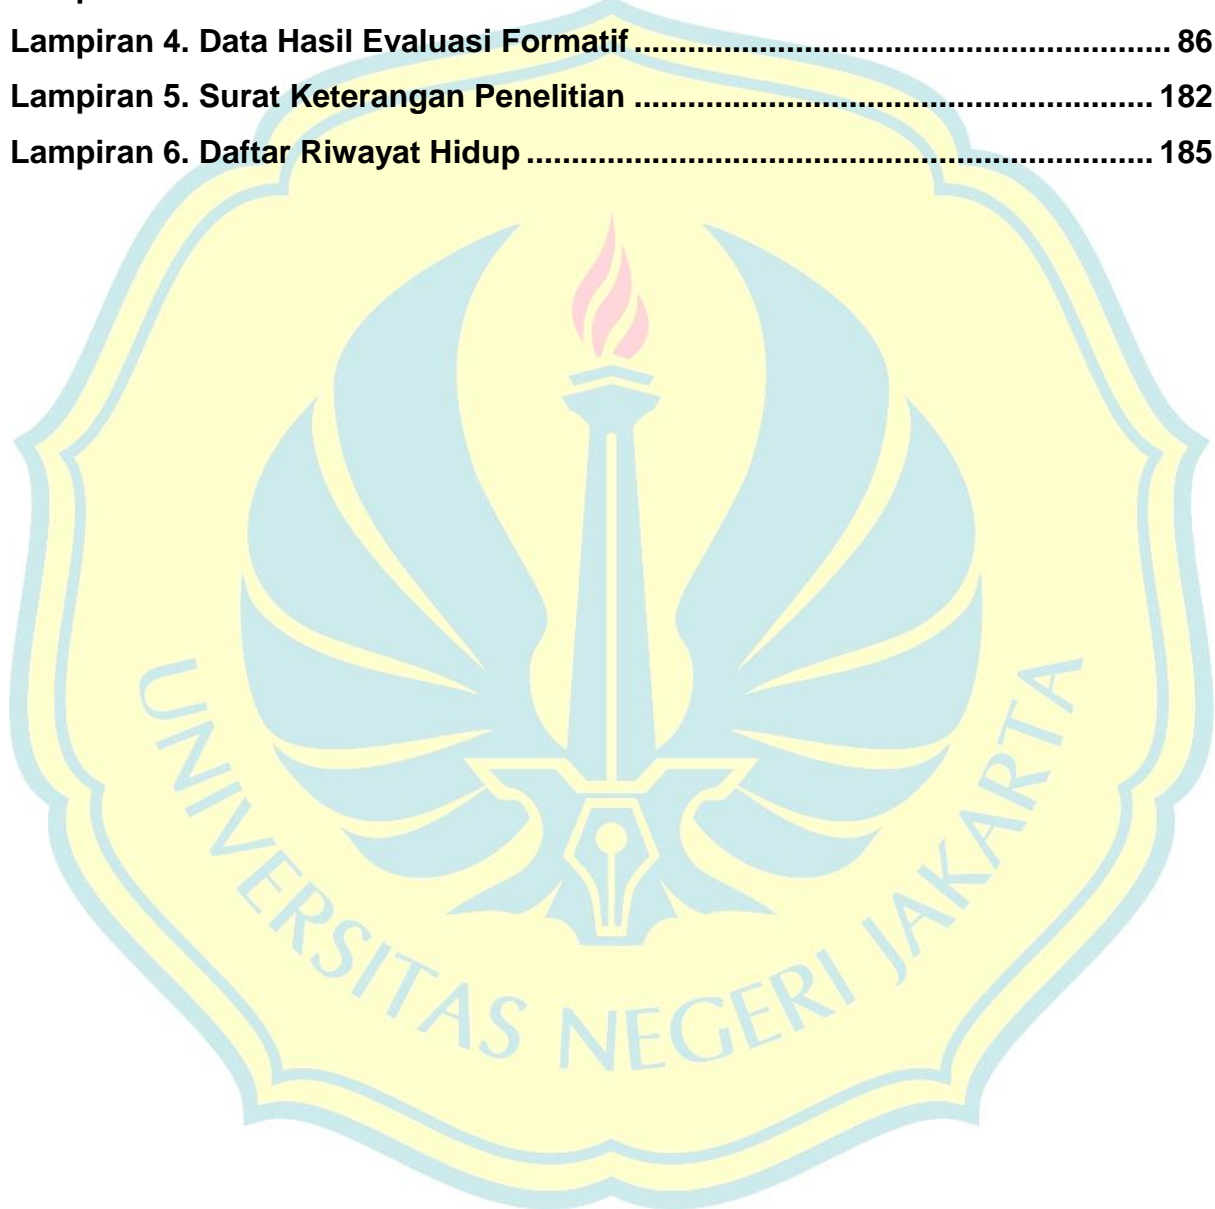 Lampiran 4. Data Hasil Evaluasi Formatif ............................................................ 86
Lampiran 5. Surat Keterangan Penelitian .......................................................... 182
Lampiran 6. Daftar Riwayat Hidup ...................................................................... 185
UNIVERSITAS NEGERI JAKARTA